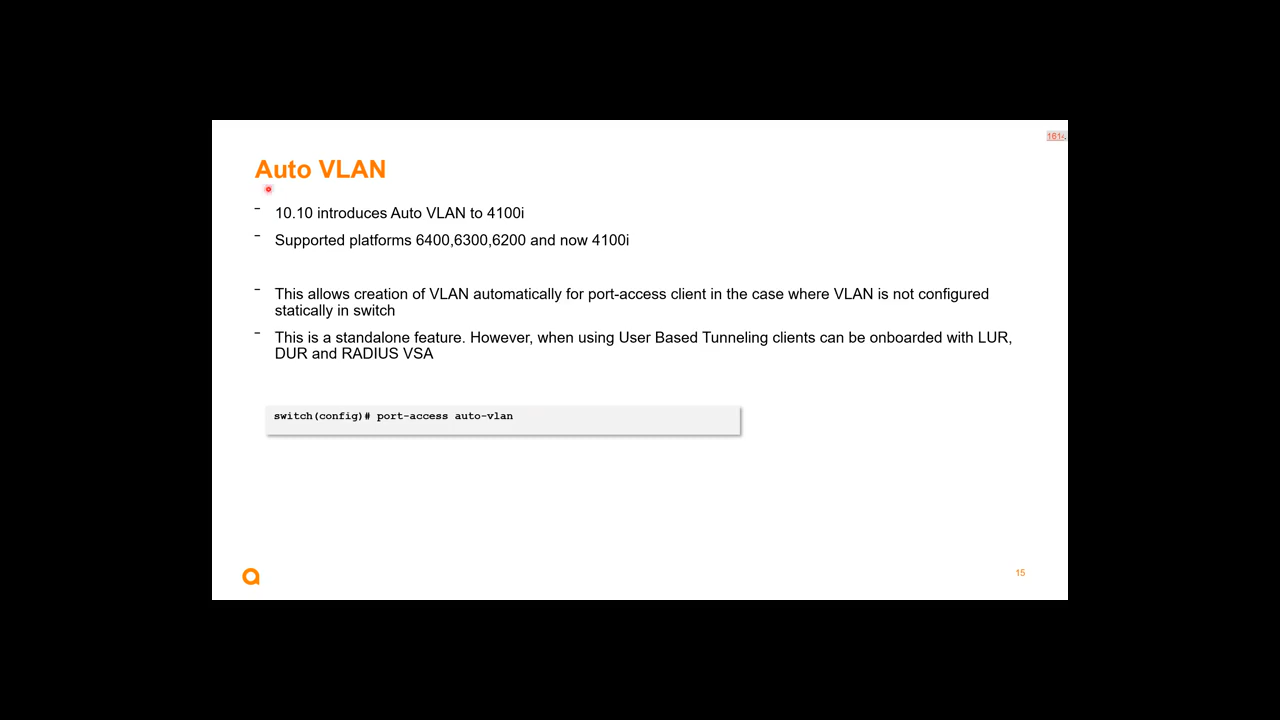 1614
Auto VLAN
- 10.10 introduces Auto VLAN to 4100i
- Supported platforms 6400,6300,6200 and now 4100i
- This allows creation of VLAN automatically for port-access client in the case where VLAN is not configured
statically in switch
- This is a standalone feature. However, when using User Based Tunneling clients can be onboarded with LUR,
DUR and RADIUS VSA
switch(config)# port-access auto-vlan
15